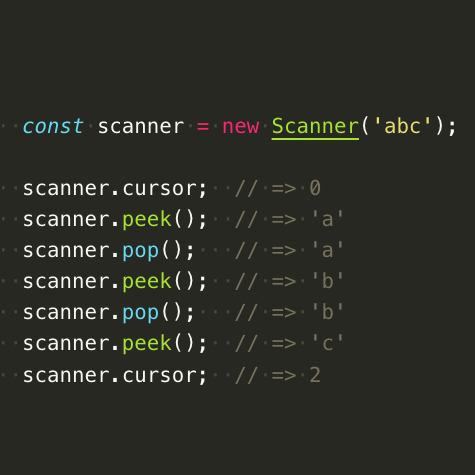 const scanner = new Scanner('abc');
scanner.cursor;  // => 0
scanner.peek();  // => 'a'
scanner.pop();   // => 'a'
scanner.peek();  // => 'b'
scanner.pop();   // => 'b'
scanner.peek();  // => 'c'
scanner.cursor;  // => 2